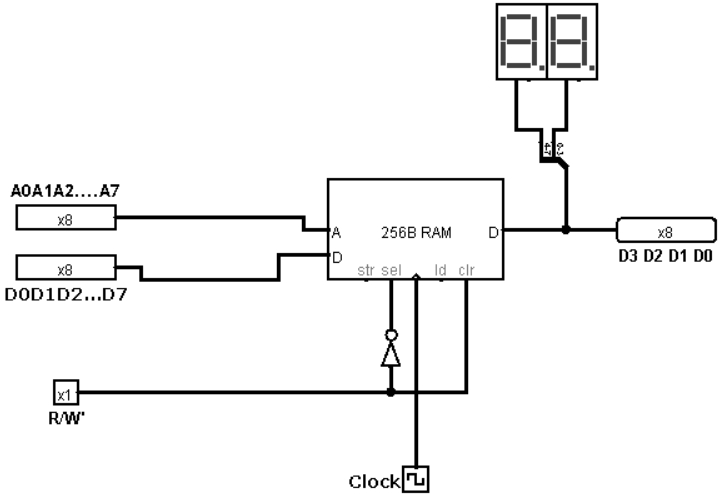 A0A1A2....A7
x8
x8
D0D1D2...D7
A
D
256B RAM
D
str sel ld clr
x8
D3 D2 D1 D0
x1
R/W'
Clock